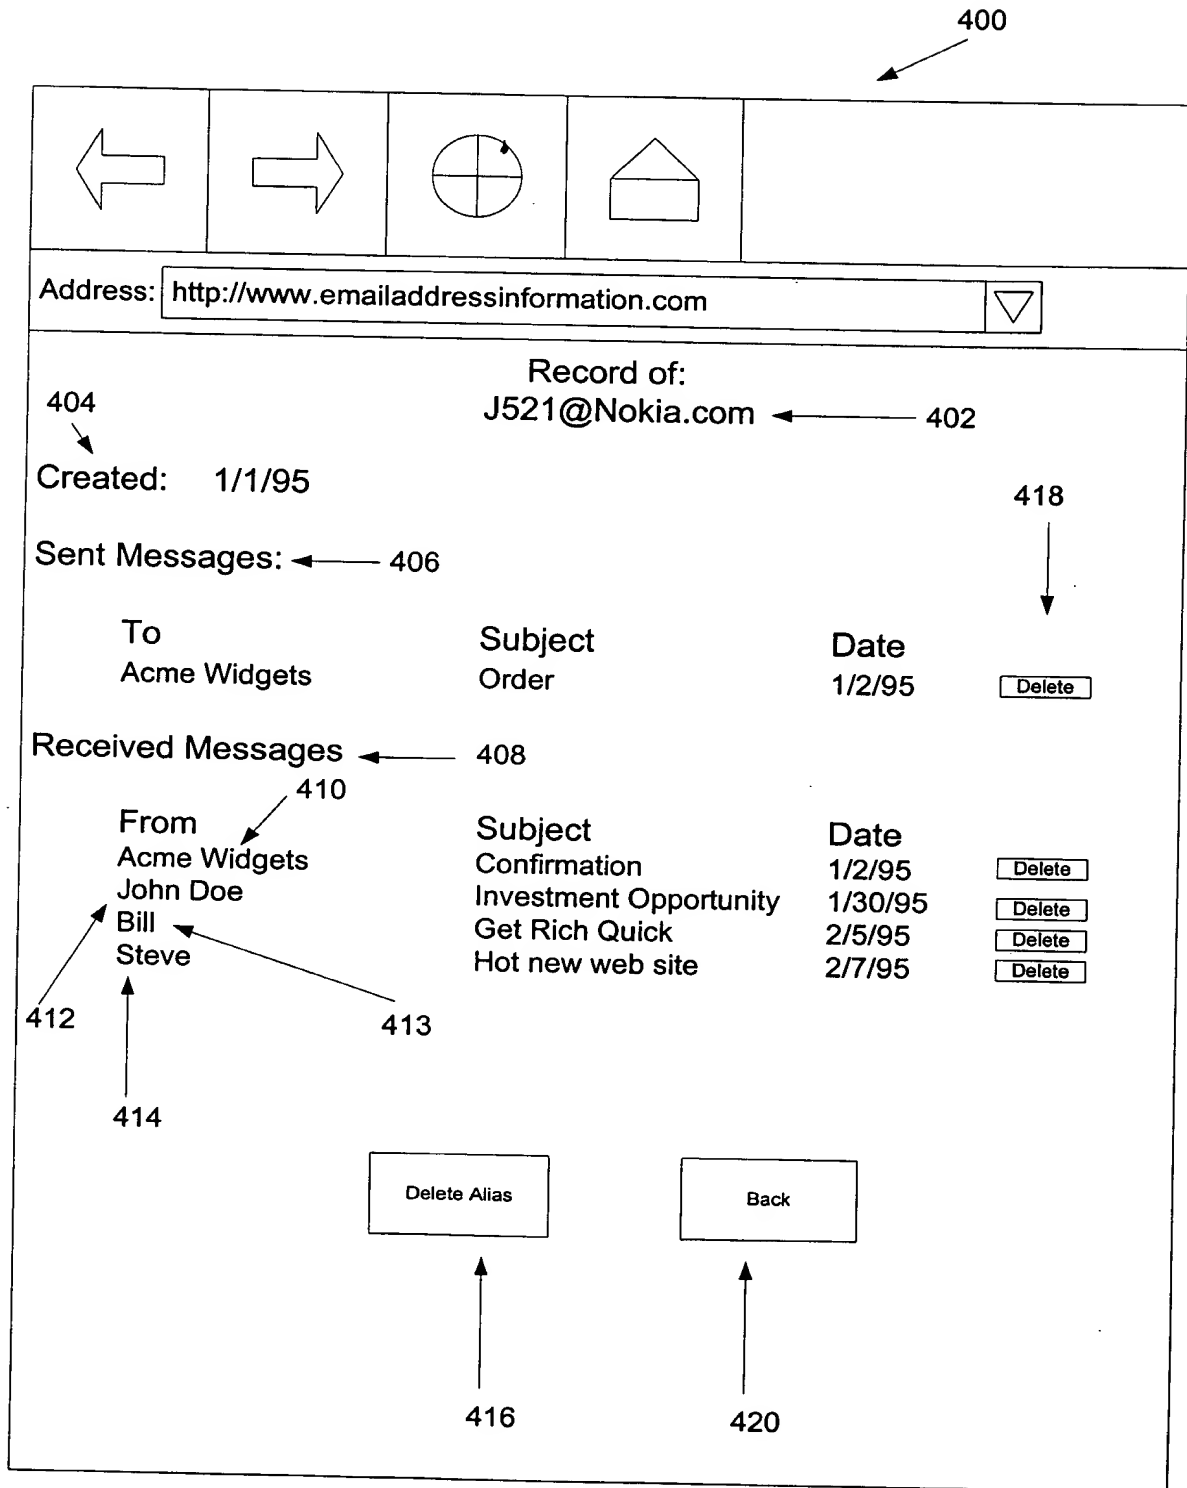 400
Address: http://www.emailaddressinformation.com
Record of:
404
J521@Nokia.com 402
Created: 1/1/95
418
Sent Messages: 406
To Subject Date
Acme Widgets Order 1/2/95 Delete
Received Messages 408
410
From Subject Date
Acme Widgets Confirmation 1/2/95 Delete
John Doe Investment Opportunity 1/30/95 Delete
Bill Get Rich Quick 2/5/95 Delete
Steve Hot new web site 2/7/95 Delete
412 413
414
Delete Alias Back
416 420